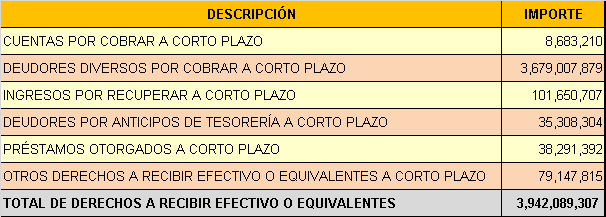 DESCRIPCIÓN IMPORTE
CUENTAS POR COBRAR A CORTO PLAZO 8,683,210
DEUDORES DIVERSOS POR COBRAR A CORTO PLAZO 3,679,007,879
INGRESOS POR RECUPERAR A CORTO PLAZO 101,650,707
DEUDORES POR ANTICIPOS DE TESORERÍA A CORTO PLAZO 35,308,304
PRÉSTAMOS OTORGADOS A CORTO PLAZO 38,291,392
OTROS DERECHOS A RECIBIR EFECTIVO O EQUIVALENTES A CORTO PLAZO 79,147,815
TOTAL DE DERECHOS A RECIBIR EFECTIVO O EQUIVALENTES 3,942,089,307